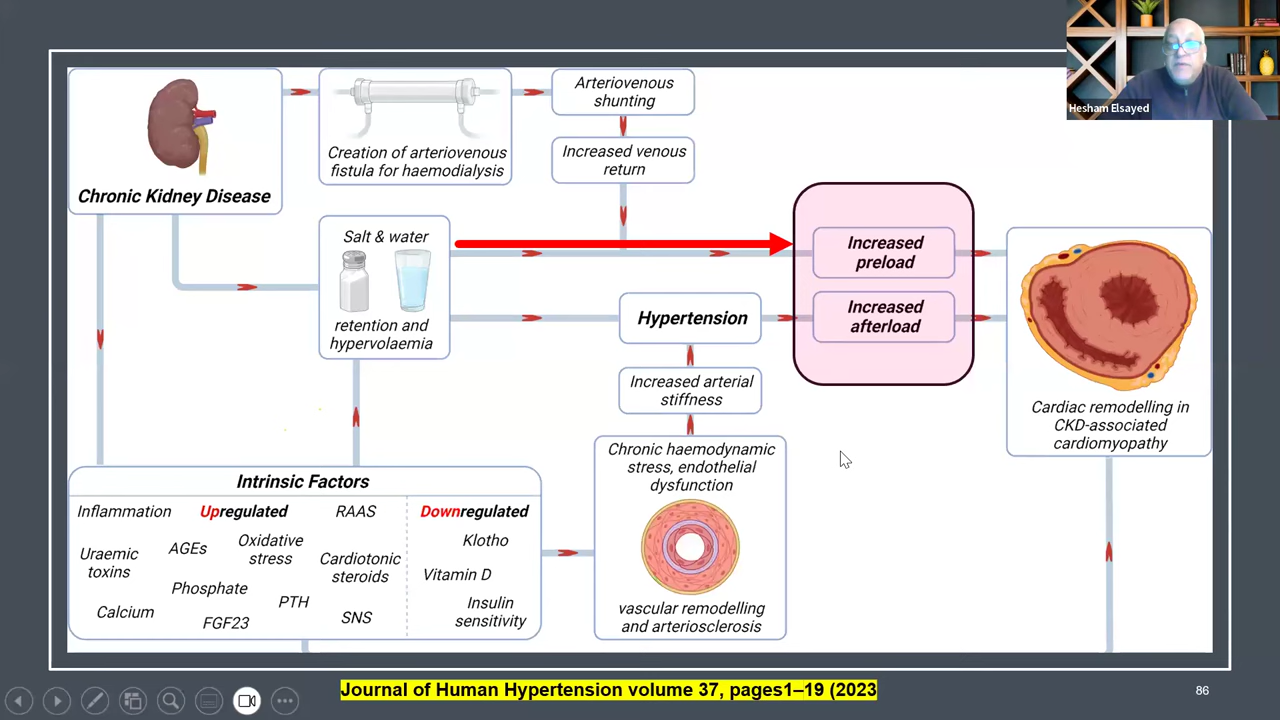 Hesham Elsayed
Arteriovenous
shunting
Creation of arteriovenous
fistula for haemodialysis
Increased venous
return
Chronic Kidney Disease
Salt & water
retention and
hypervolaemia
Increased
preload
Hypertension
Increased
afterload
Increased arterial
stiffness
Cardiac remodelling in
CKD-associated
cardiomyopathy
Chronic haemodynamic
stress, endothelial
dysfunction
vascular remodelling
and arteriosclerosis
Intrinsic Factors
Inflammation
Upregulated
RAAS
Downregulated
Uraemic
toxins
AGEs
Oxidative
stress
Cardiotonic
steroids
Klotho
Vitamin D
Phosphate
PTH
Calcium
FGF23
SNS
Insulin
sensitivity
Journal of Human Hypertension volume 37, pages1–19 (2023
86